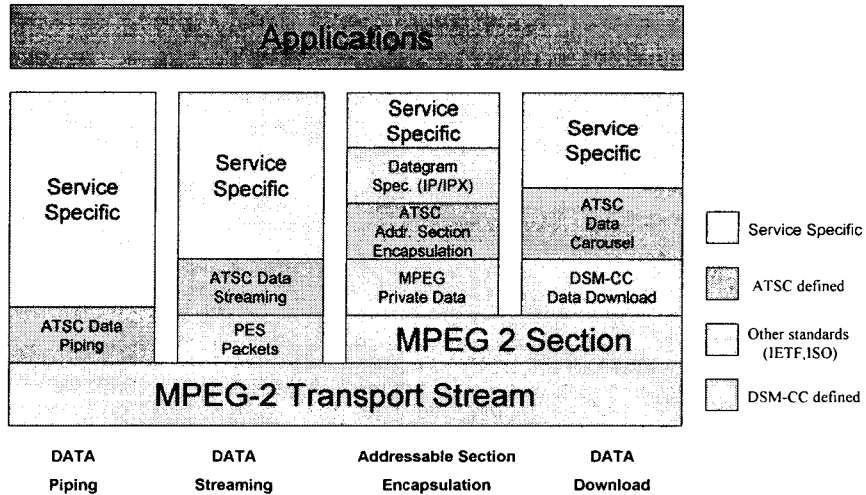 Applications
Service
Specific
ATSC Data
Piping
Service
Specific
ATSC Data
Streaming
PES
Packets
Service
Specific
Datagram
Spec. (IP/IPX)
ATSC
Addr. Section
Encapsulation
MPEG
Private Data
Service
Specific
ATSC
Data
Carousel
DSM-CC
Data Download
MPEG 2 Section
MPEG-2 Transport Stream
Service Specific
ATSC defined
Other standards
(IETF,ISO)
DSM-CC defined
DATA
Piping
DATA
Streaming
Addressable Section
Encapsulation
DATA
Download